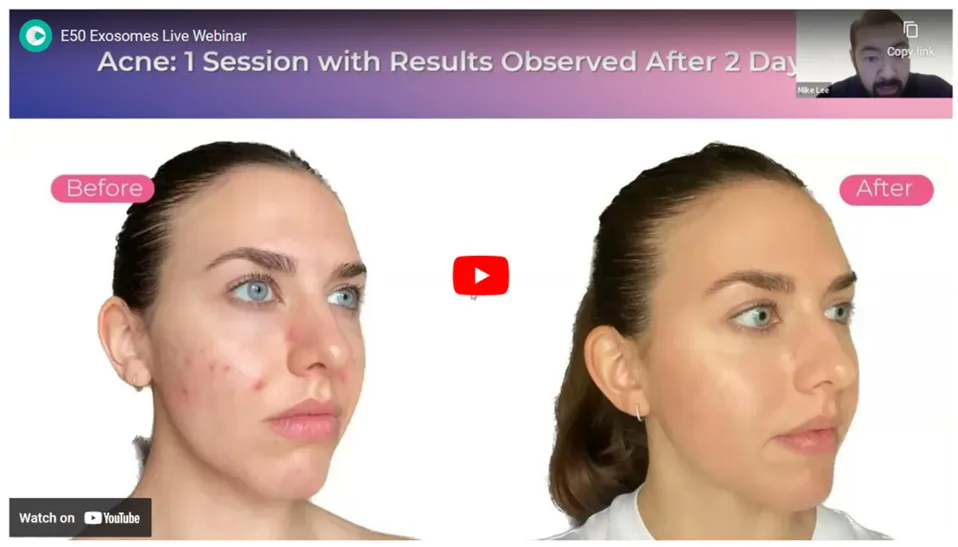 E50 Exosomes Live Webinar
Copy link
Acne: 1 Session with Results Observed After 2 Day
Mike Lee
Before
After
Watch on YouTube